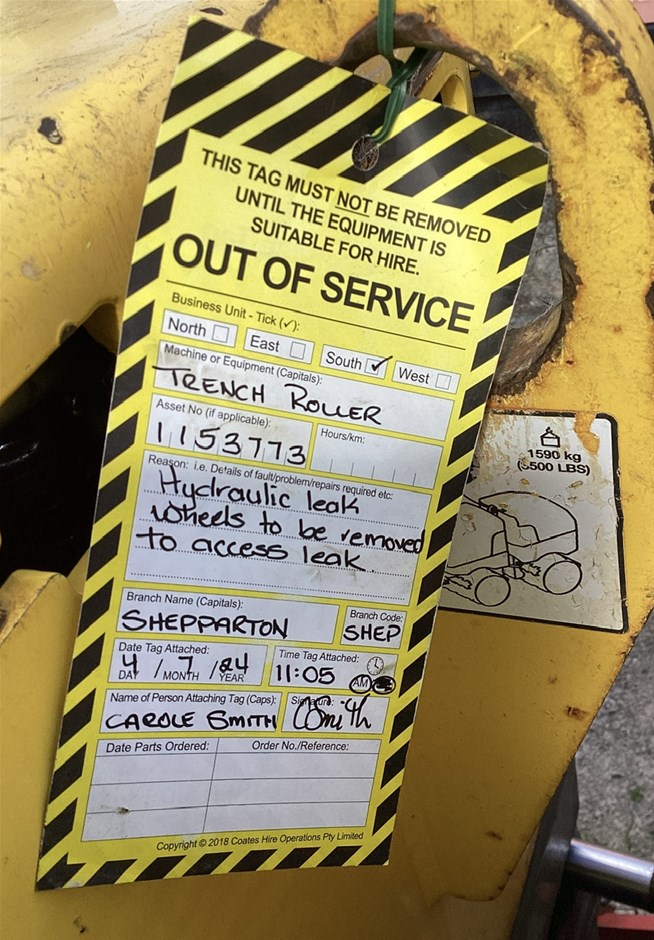 THIS TAG MUST NOT BE REMOVED
UNTIL THE EQUIPMENT IS
SUITABLE FOR HIRE.
OUT OF SERVICE
Business Unit - Tick (✓):
North ☐ East ☐ South ☑ West ☐
Machine or Equipment (Capitals):
TRENCH ROLLER
Asset No (if applicable): Hours/km:
1153773
Reason: i.e. Details of fault/problem/repairs required etc:
Hydraulic leak
wheels to be removed
to access leak.
Branch Name (Capitals): Branch Code:
SHEPPARTON SHEP
Date Tag Attached: Time Tag Attached:
4 / 7 / 24 11:05 AM
DAY MONTH YEAR
Name of Person Attaching Tag (Caps): Signature:
CAROLE SMITH CSmith
Date Parts Ordered: Order No./Reference:
Copyright © 2018 Coates Hire Operations Pty Limited
1590 kg
(3500 LBS)